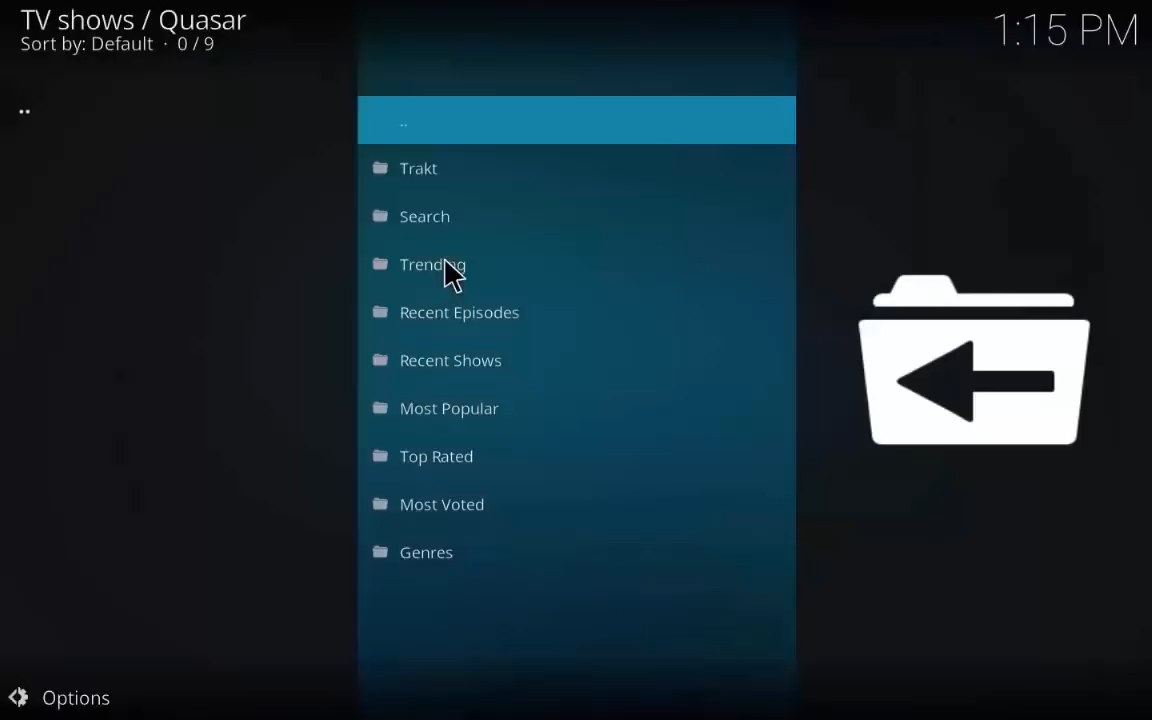 TV shows / Quasar
Sort by: Default · 0 / 9
1:15 PM
..
..
Trakt
Search
Trending
Recent Episodes
Recent Shows
Most Popular
Top Rated
Most Voted
Genres
Options